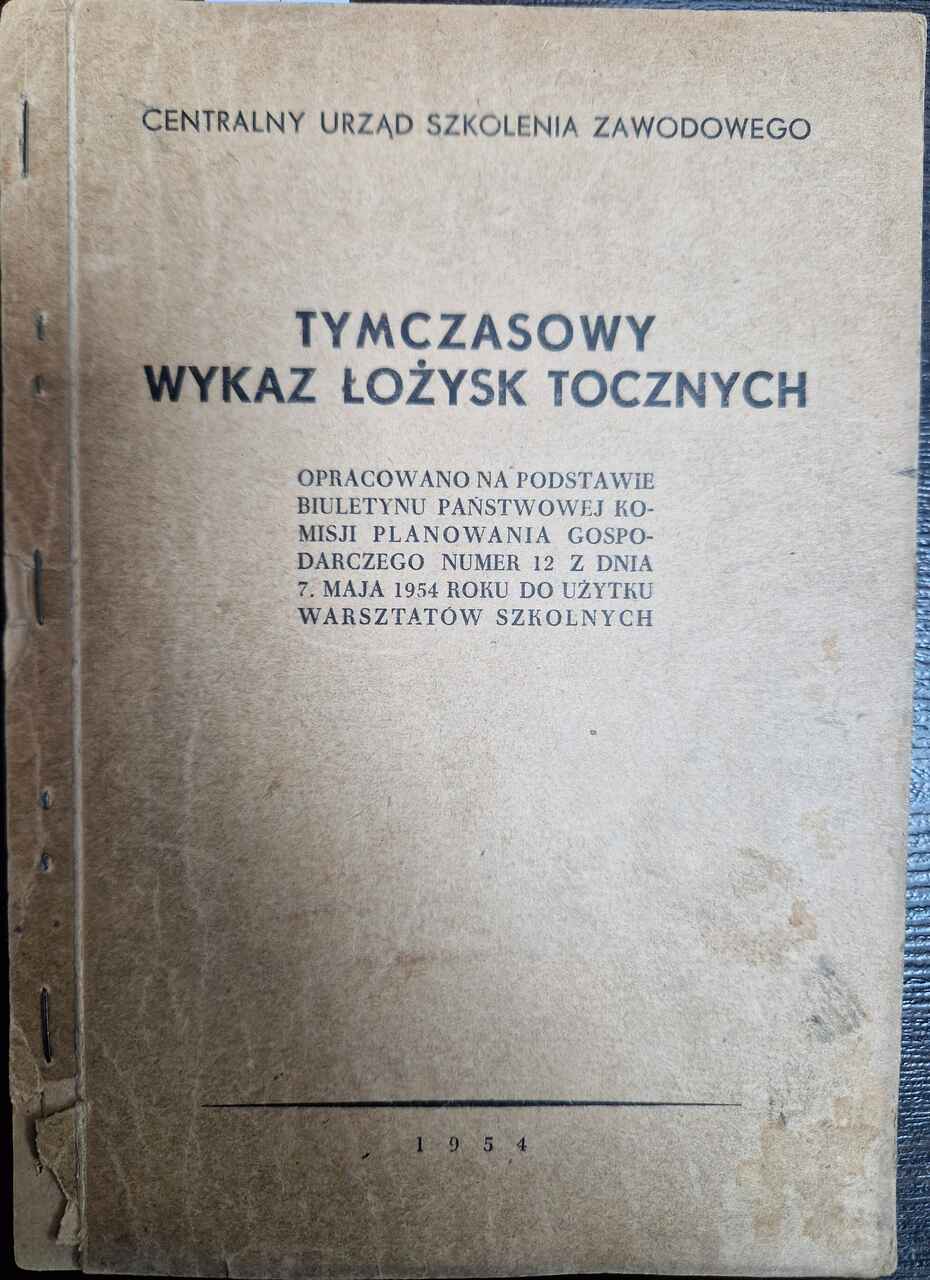 CENTRALNY URZĄD SZKOLENIA ZAWODOWEGO
TYMCZASOWY
WYKAZ ŁOŻYSK TOCZNYCH
OPRACOWANO NA PODSTAWIE
BIULETYNU PAŃSTWOWEJ KO-
MISJI PLANOWANIA GOSPO-
DARCZEGO NUMER 12 Z DNIA
7. MAJA 1954 ROKU DO UŻYTKU
WARSZTATÓW SZKOLNYCH
1954